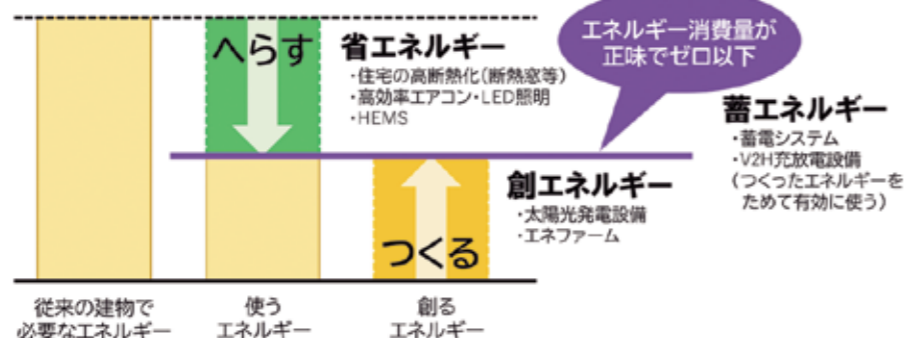 へらす
省エネルギー
・住宅の高断熱化(断熱窓等)
・高効率エアコン・LED照明
・HEMS
エネルギー消費量が
正味でゼロ以下
蓄エネルギー
・蓄電システム
・V2H充放電設備
(つくったエネルギーを
ためて有効に使う)
創エネルギー
・太陽光発電設備
・エネファーム
つくる
従来の建物で
必要なエネルギー
使う
エネルギー
創る
エネルギー